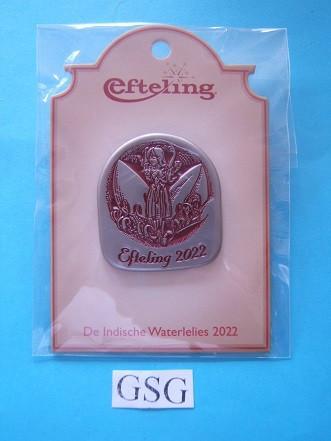 Efteling
Efteling 2022
De Indische Waterlelies 2022
GSG